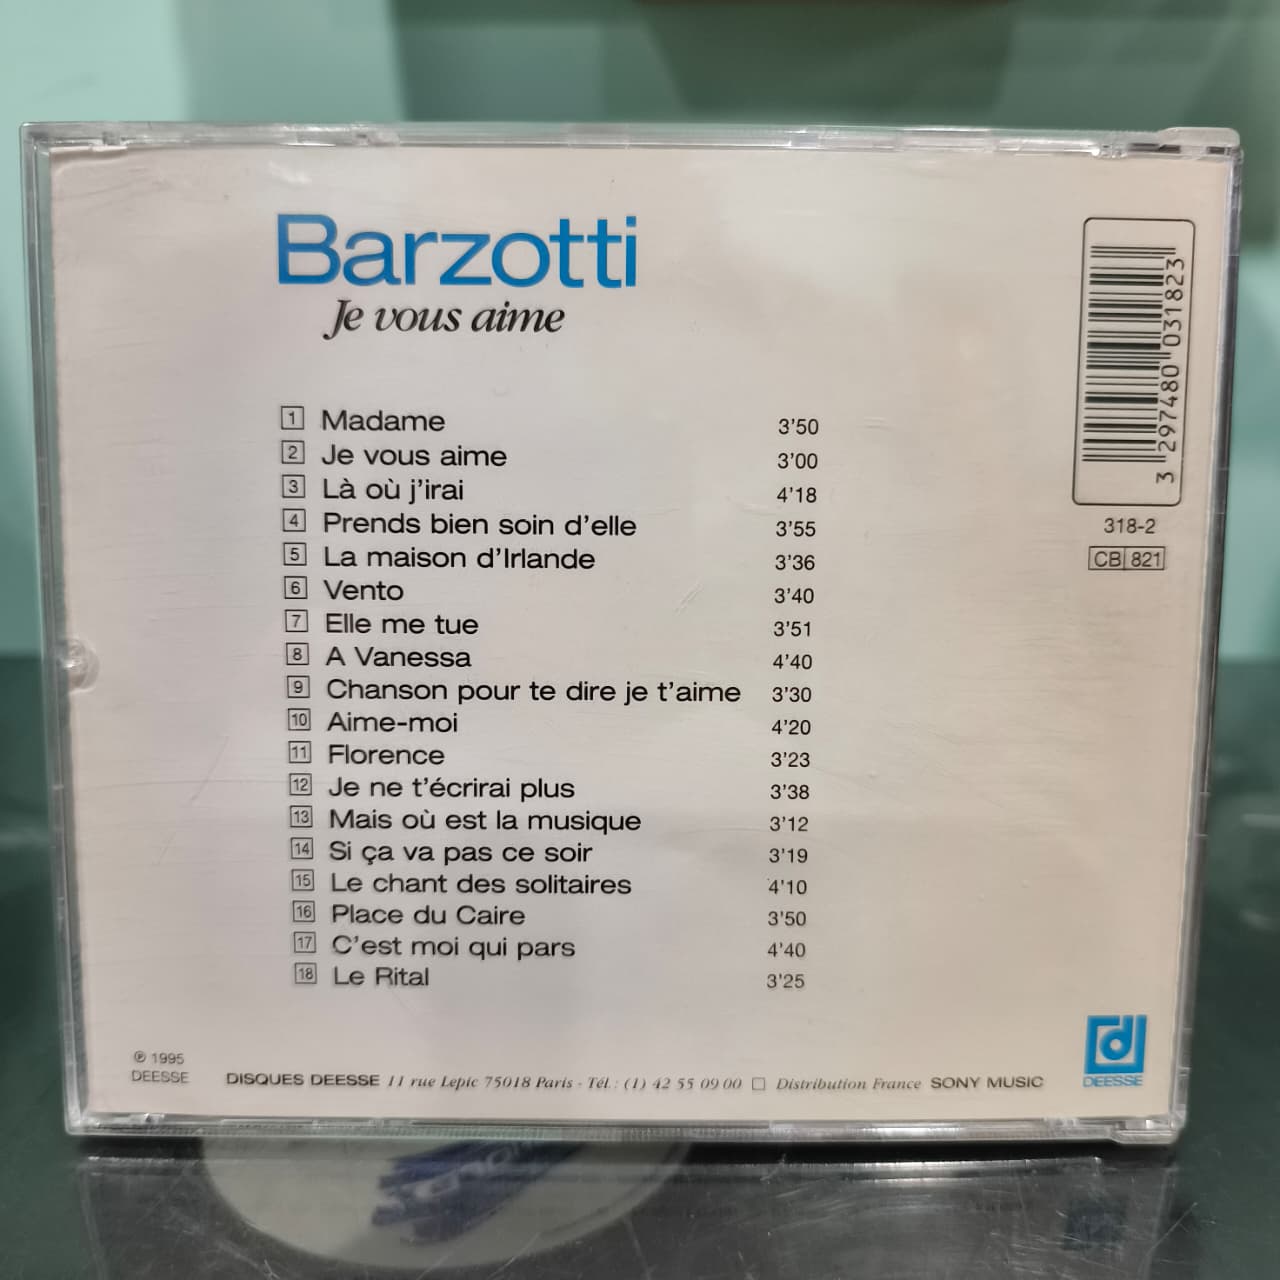 Barzotti
Je vous aime
1 Madame 3'50
2 Je vous aime 3'00
3 Là où j'irai 4'18
4 Prends bien soin d'elle 3'55
5 La maison d'Irlande 3'36
6 Vento 3'40
7 Elle me tue 3'51
8 A Vanessa 4'40
9 Chanson pour te dire je t'aime 3'30
10 Aime-moi 4'20
11 Florence 3'23
12 Je ne t'écrirai plus 3'38
13 Mais où est la musique 3'12
14 Si ça va pas ce soir 3'19
15 Le chant des solitaires 4'10
16 Place du Caire 3'50
17 C'est moi qui pars 4'40
18 Le Rital 3'25
3 297480 031823
318-2
CB 821
℗ 1995
DEESSE
DISQUES DEESSE 11 rue Lepic 75018 Paris - Tél. : (1) 42 55 09 00 □ Distribution France SONY MUSIC
d
DEESSE